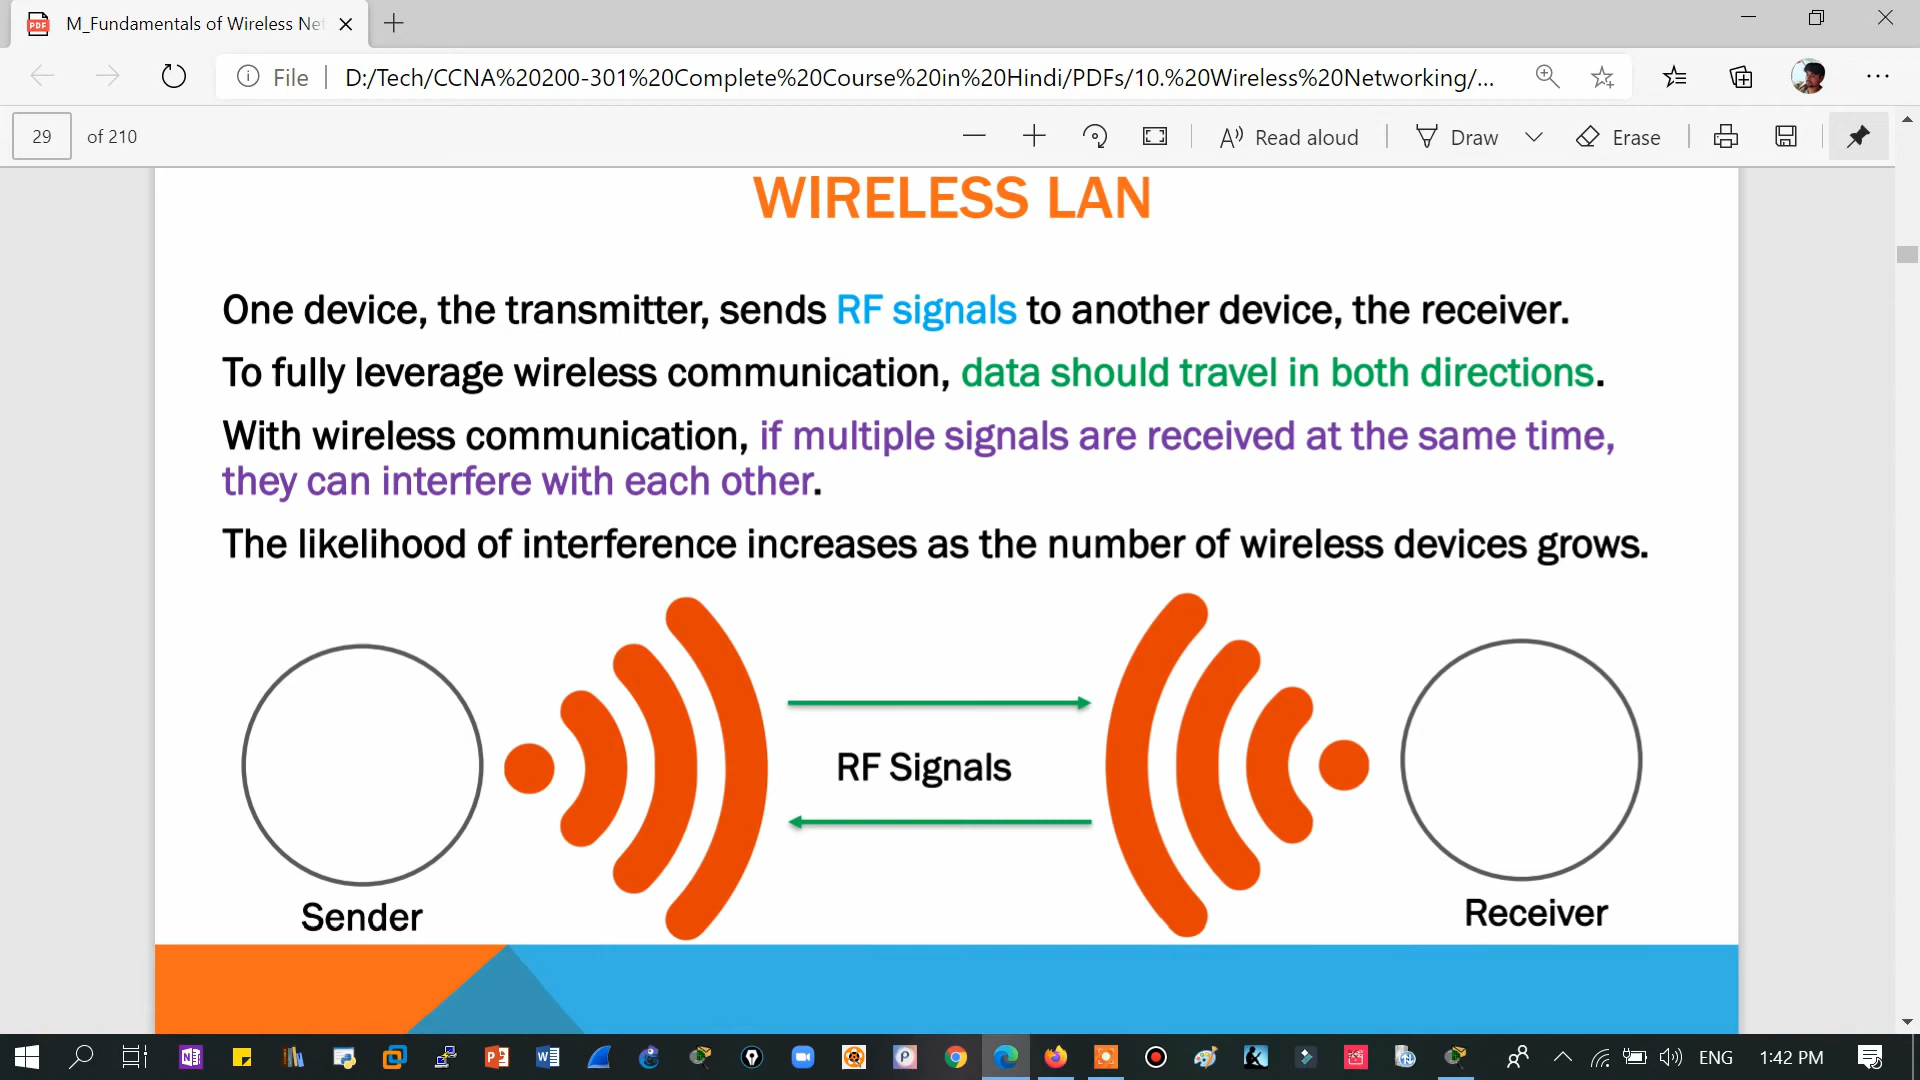 M_Fundamentals of Wireless Net
File
D:/Tech/CCNA%20200-301%20Complete%20Course%20in%20Hindi/PDFs/10.%20Wireless%20Networking/...
29 of 210
Read aloud
Draw
Erase
WIRELESS LAN
One device, the transmitter, sends RF signals to another device, the receiver.
To fully leverage wireless communication, data should travel in both directions.
With wireless communication, if multiple signals are received at the same time,
they can interfere with each other.
The likelihood of interference increases as the number of wireless devices grows.
RF Signals
Sender
Receiver
ENG
1:42 PM